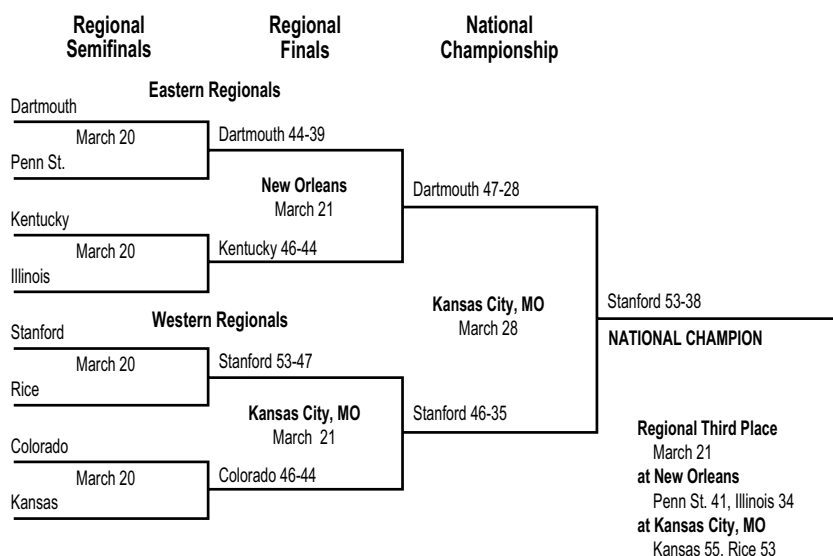 Regional
Semifinals
Regional
Finals
National
Championship
Eastern Regionals
Dartmouth
March 20
Penn St.
Dartmouth 44-39
New Orleans
March 21
Kentucky
March 20
Illinois
Kentucky 46-44
Dartmouth 47-28
Western Regionals
Stanford
March 20
Rice
Stanford 53-47
Kansas City, MO
March 21
Colorado
March 20
Kansas
Colorado 46-44
Stanford 46-35
Kansas City, MO
March 28
Stanford 53-38
NATIONAL CHAMPION
Regional Third Place
March 21
at New Orleans
Penn St. 41, Illinois 34
at Kansas City, MO
Kansas 55, Rice 53